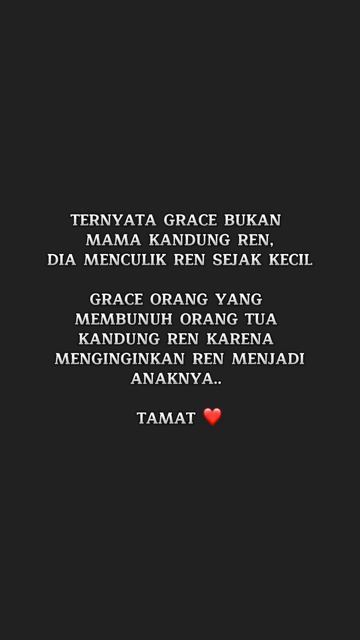 TERNYATA GRACE BUKAN
MAMA KANDUNG REN,
DIA MENCULIK REN SEJAK KECIL
GRACE ORANG YANG
MEMBUNUH ORANG TUA
KANDUNG REN KARENA
MENGINGINKAN REN MENJADI
ANAKNYA..
TAMAT ❤️